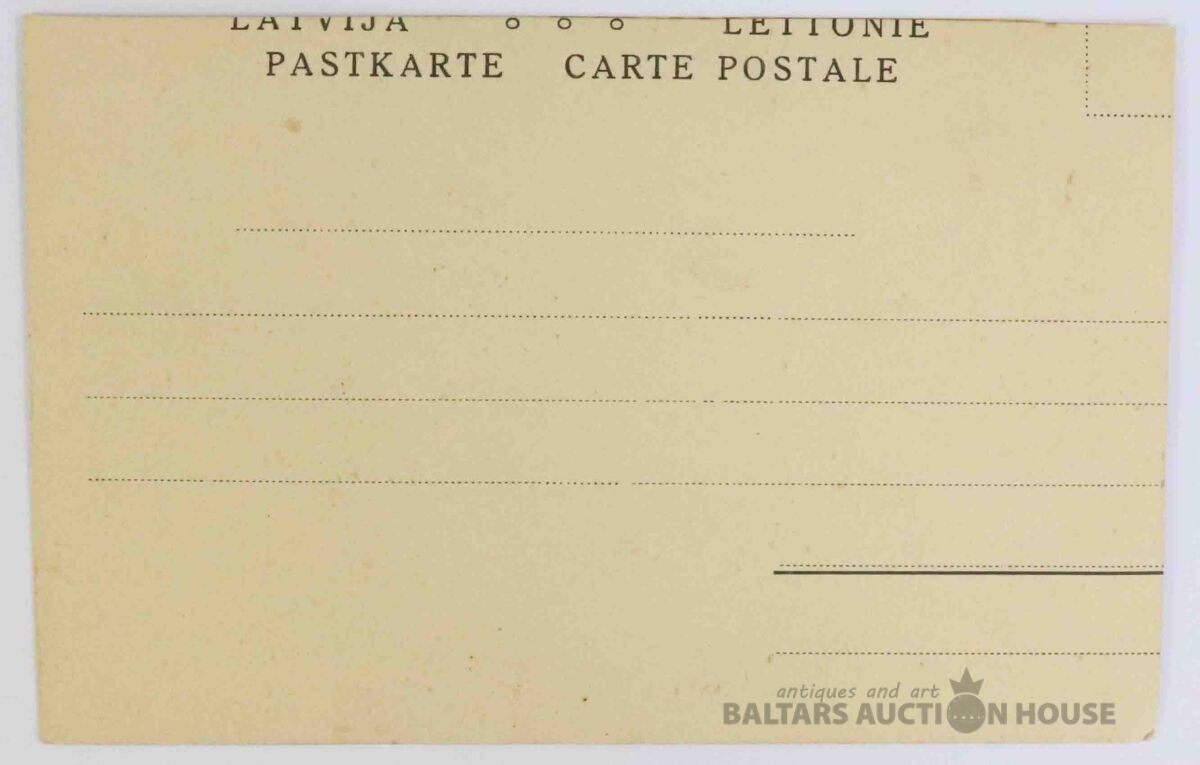 LATVIJA o o o LETTONIE
PASTKARTE CARTE POSTALE
antiques and art
BALTARS AUCTION HOUSE